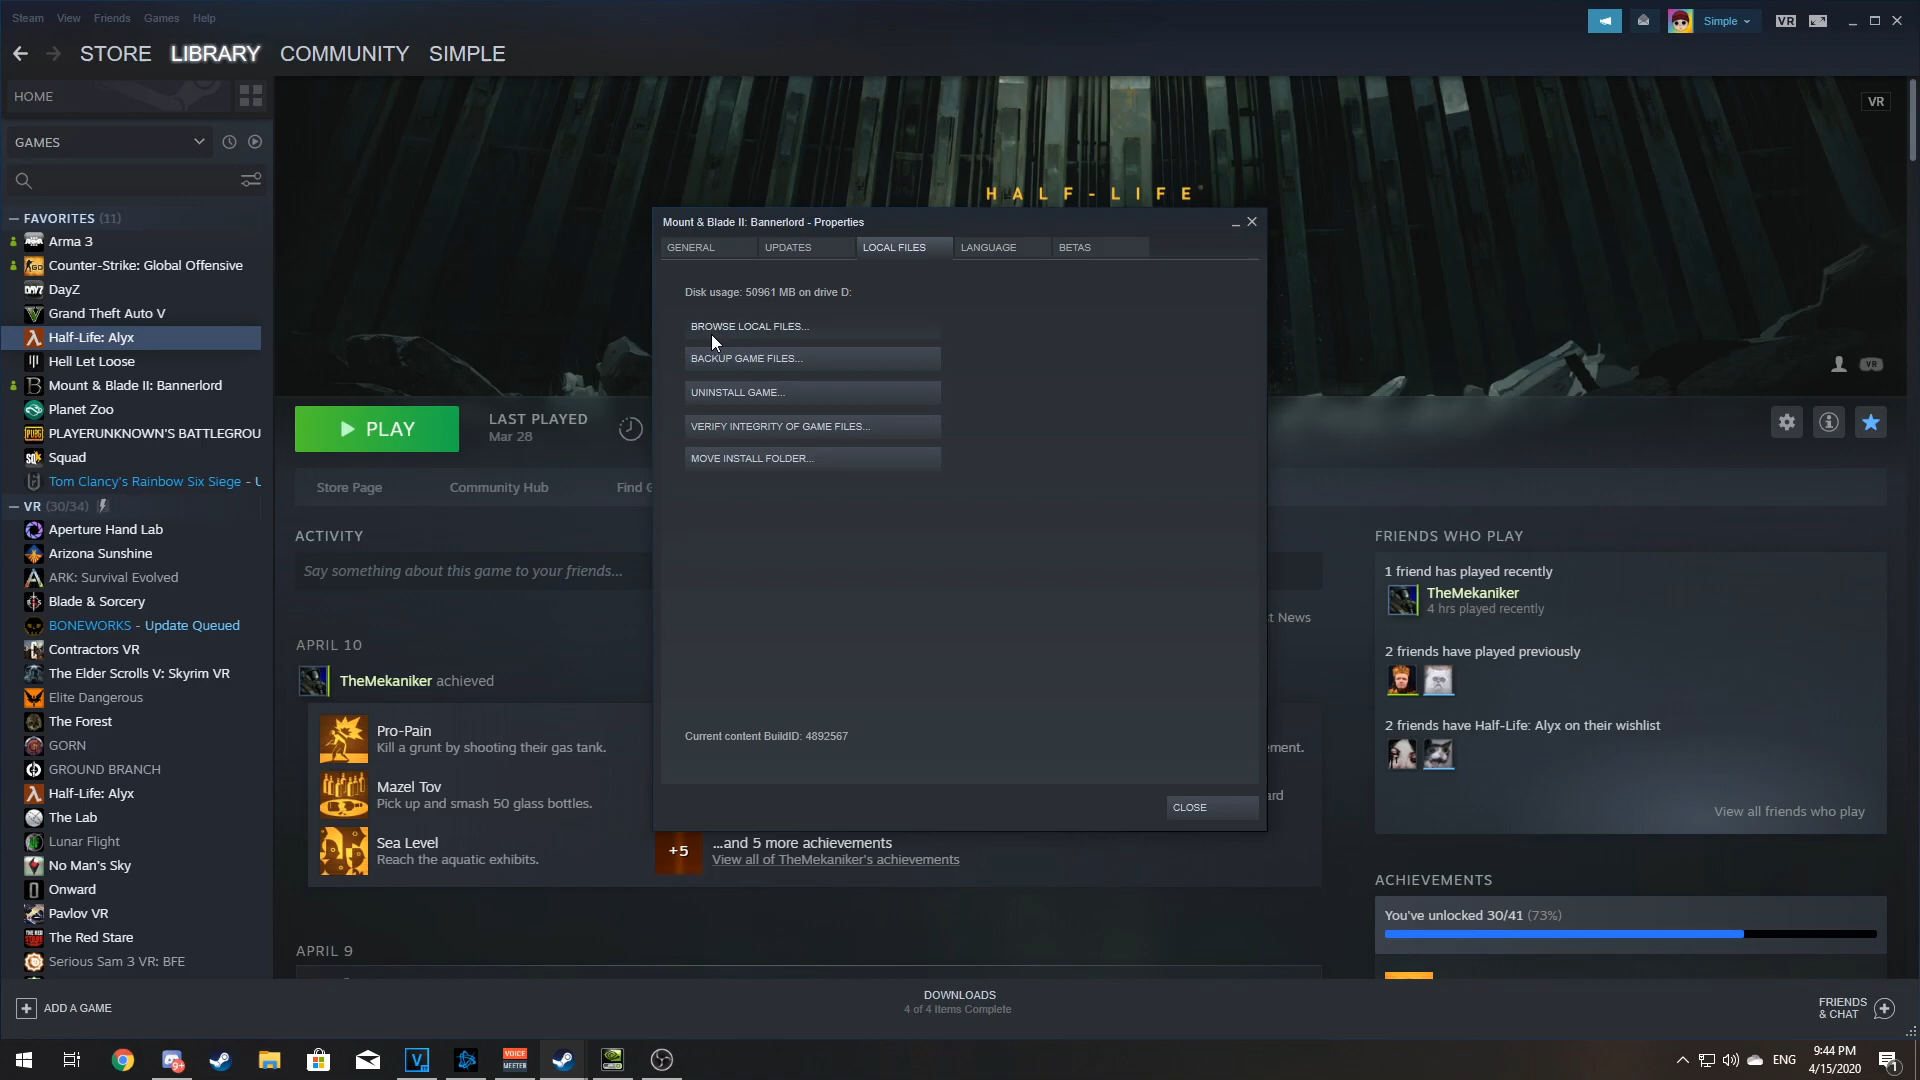 Steam View Friends Games Help
Simple
VR
STORE LIBRARY COMMUNITY SIMPLE
HOME
VR
GAMES
HALF-LIFE
FAVORITES (11)
Arma 3
Counter-Strike: Global Offensive
DayZ
Grand Theft Auto V
Half-Life: Alyx
Hell Let Loose
Mount & Blade II: Bannerlord
Planet Zoo
PLAYERUNKNOWN'S BATTLEGROU
Squad
Tom Clancy's Rainbow Six Siege - U
VR (30/34)
Aperture Hand Lab
Arizona Sunshine
ARK: Survival Evolved
Blade & Sorcery
BONEWORKS - Update Queued
Contractors VR
The Elder Scrolls V: Skyrim VR
Elite Dangerous
The Forest
GORN
GROUND BRANCH
Half-Life: Alyx
The Lab
Lunar Flight
No Man's Sky
Onward
Pavlov VR
The Red Stare
Serious Sam 3 VR: BFE
Mount & Blade II: Bannerlord - Properties
GENERAL UPDATES LOCAL FILES LANGUAGE BETAS
Disk usage: 50961 MB on drive D:
BROWSE LOCAL FILES...
BACKUP GAME FILES...
UNINSTALL GAME...
VERIFY INTEGRITY OF GAME FILES...
MOVE INSTALL FOLDER...
Current content BuildID: 4892567
CLOSE
VR
PLAY
LAST PLAYED
Mar 28
Store Page Community Hub Find G
ACTIVITY
Say something about this game to your friends...
st News
APRIL 10
TheMekaniker achieved
Pro-Pain
Kill a grunt by shooting their gas tank.
ement.
Mazel Tov
Pick up and smash 50 glass bottles.
ard
Sea Level
Reach the aquatic exhibits.
+5
...and 5 more achievements
View all of TheMekaniker's achievements
APRIL 9
FRIENDS WHO PLAY
1 friend has played recently
TheMekaniker
4 hrs played recently
2 friends have played previously
2 friends have Half-Life: Alyx on their wishlist
View all friends who play
ACHIEVEMENTS
You've unlocked 30/41 (73%)
ADD A GAME
DOWNLOADS
4 of 4 Items Complete
FRIENDS
& CHAT
VOICE
MEETER
ENG
9:44 PM
4/15/2020
1